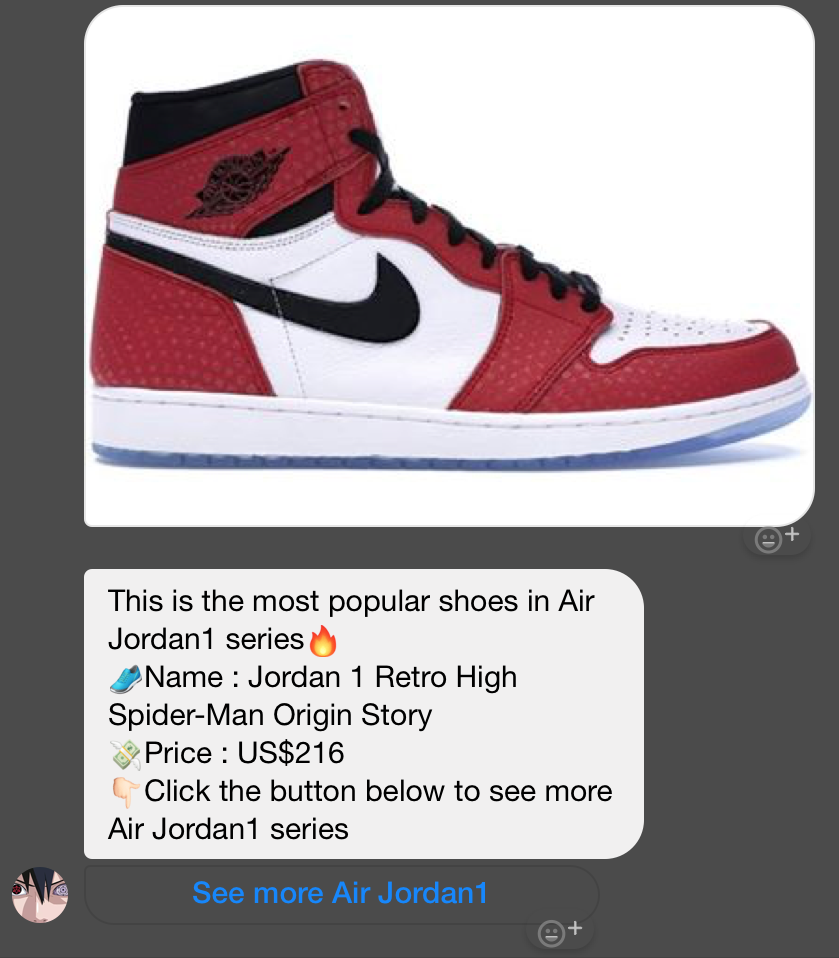 This is the most popular shoes in Air
Jordan1 series🔥
👟Name : Jordan 1 Retro High
Spider-Man Origin Story
💸Price : US$216
👇🏻Click the button below to see more
Air Jordan1 series
See more Air Jordan1